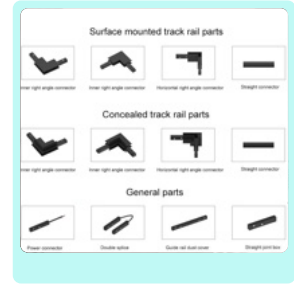 Surface mounted track rail parts
Inner right angle connector Inner right angle connector Horizontal right angle connector Straight connector
Concealed track rail parts
Inner right angle connector Inner right angle connector Horizontal right angle connector Straight connector
General parts
Power connector Double splice Guide rail dust cover Straight joint box